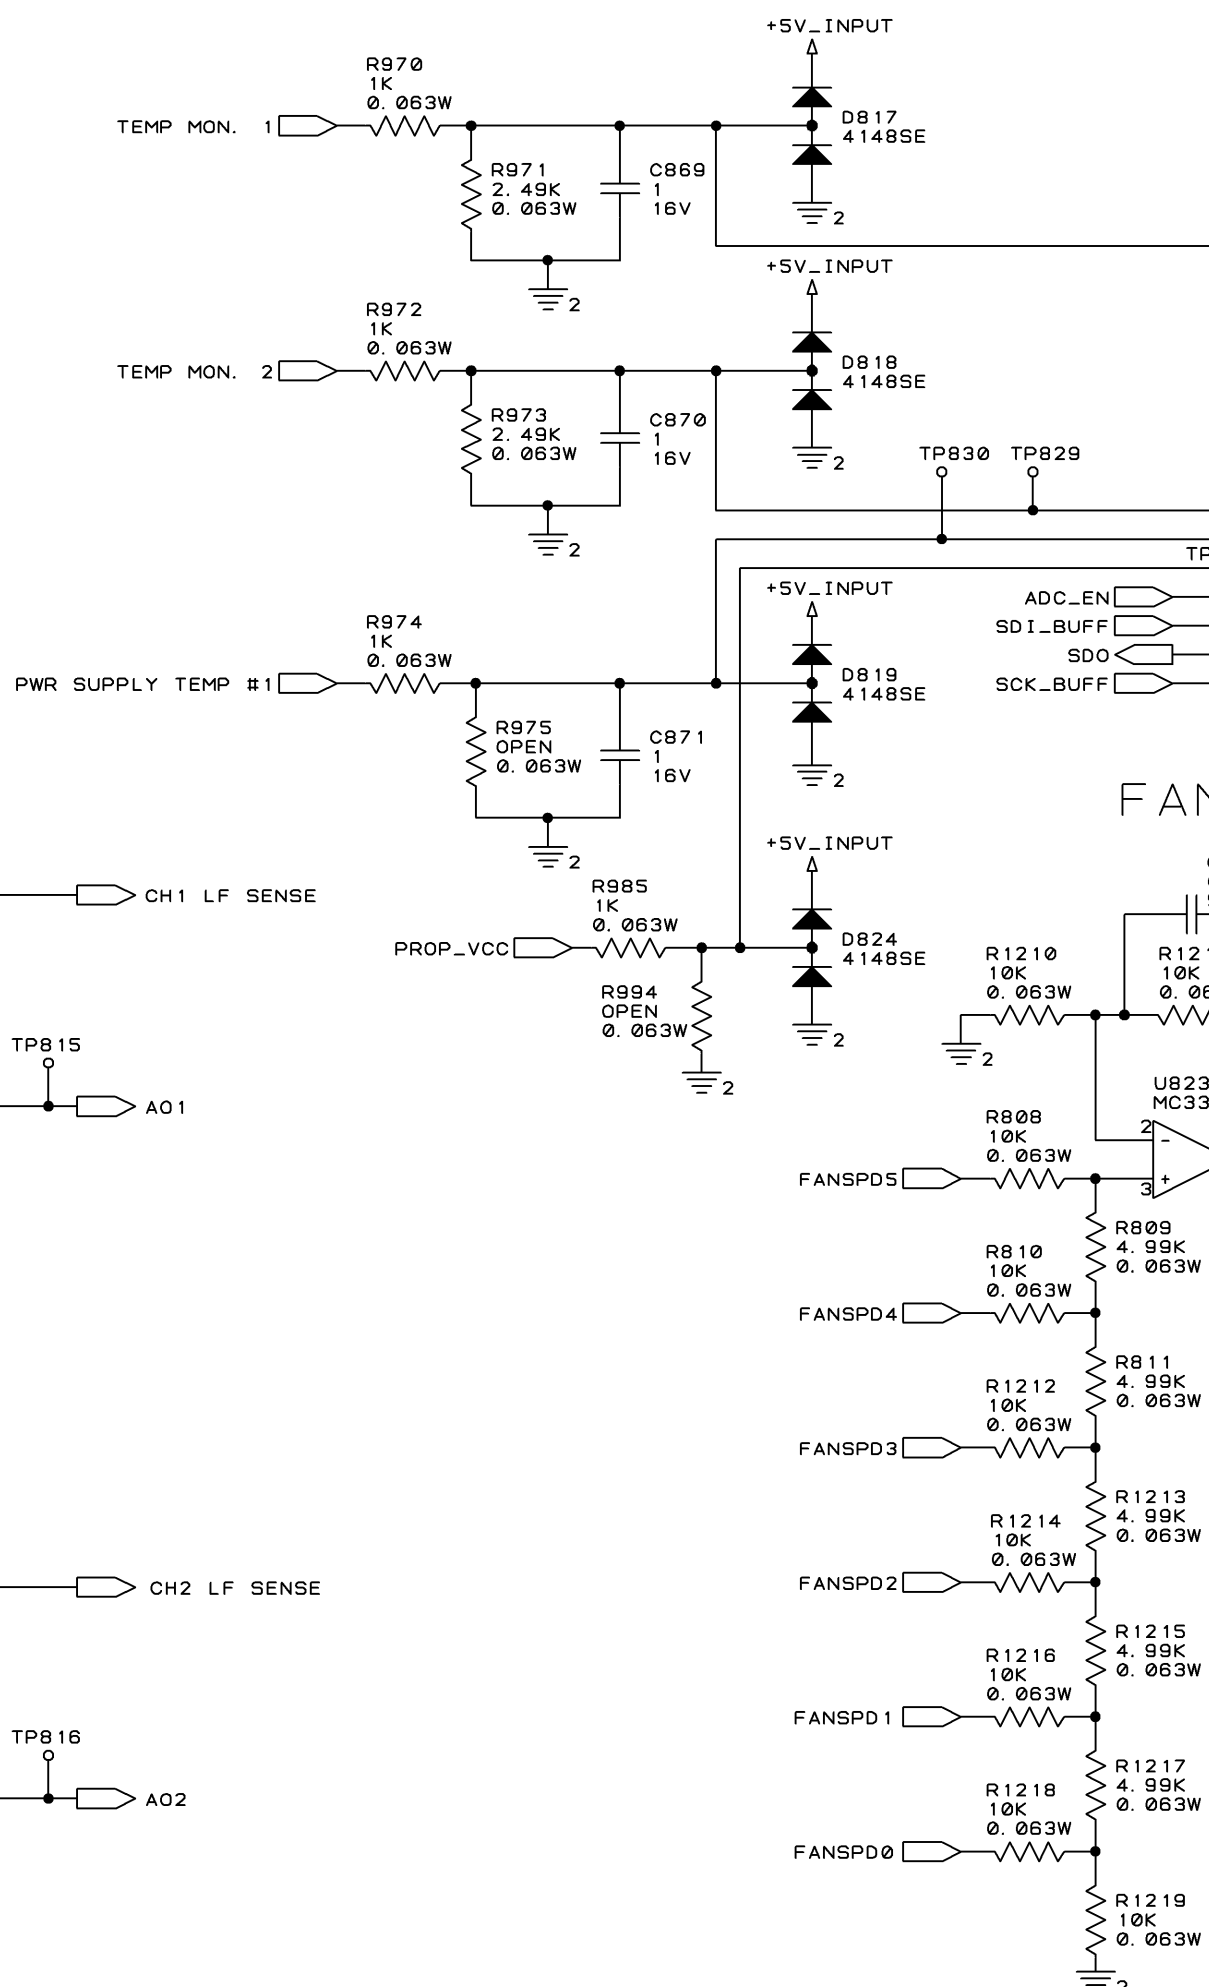 +5V_INPUT
R970
1K
0.063W
TEMP MON. 1
D817
4148SE
R971
2.49K
0.063W
C869
1
16V
2
2
+5V_INPUT
R972
1K
0.063W
TEMP MON. 2
D818
4148SE
R973
2.49K
0.063W
C870
1
16V
2
2
TP830 TP829
TP
+5V_INPUT
ADC_EN
SDI_BUFF
SDO
SCK_BUFF
R974
1K
0.063W
PWR SUPPLY TEMP #1
D819
4148SE
R975
OPEN
0.063W
C871
1
16V
2
2
FAN
+5V_INPUT
CH1 LF SENSE
R985
1K
0.063W
PROP_VCC
D824
4148SE
R994
OPEN
0.063W
2
2
R1210
10K
0.063W
2
R121
10K
0.06
TP815
AO1
U823
MC33
2
-
+
3
R808
10K
0.063W
FANSPD5
R809
4.99K
0.063W
R810
10K
0.063W
FANSPD4
R811
4.99K
0.063W
R1212
10K
0.063W
FANSPD3
R1213
4.99K
0.063W
R1214
10K
0.063W
FANSPD2
CH2 LF SENSE
R1215
4.99K
0.063W
R1216
10K
0.063W
FANSPD1
TP816
AO2
R1217
4.99K
0.063W
R1218
10K
0.063W
FANSPD0
R1219
10K
0.063W
2